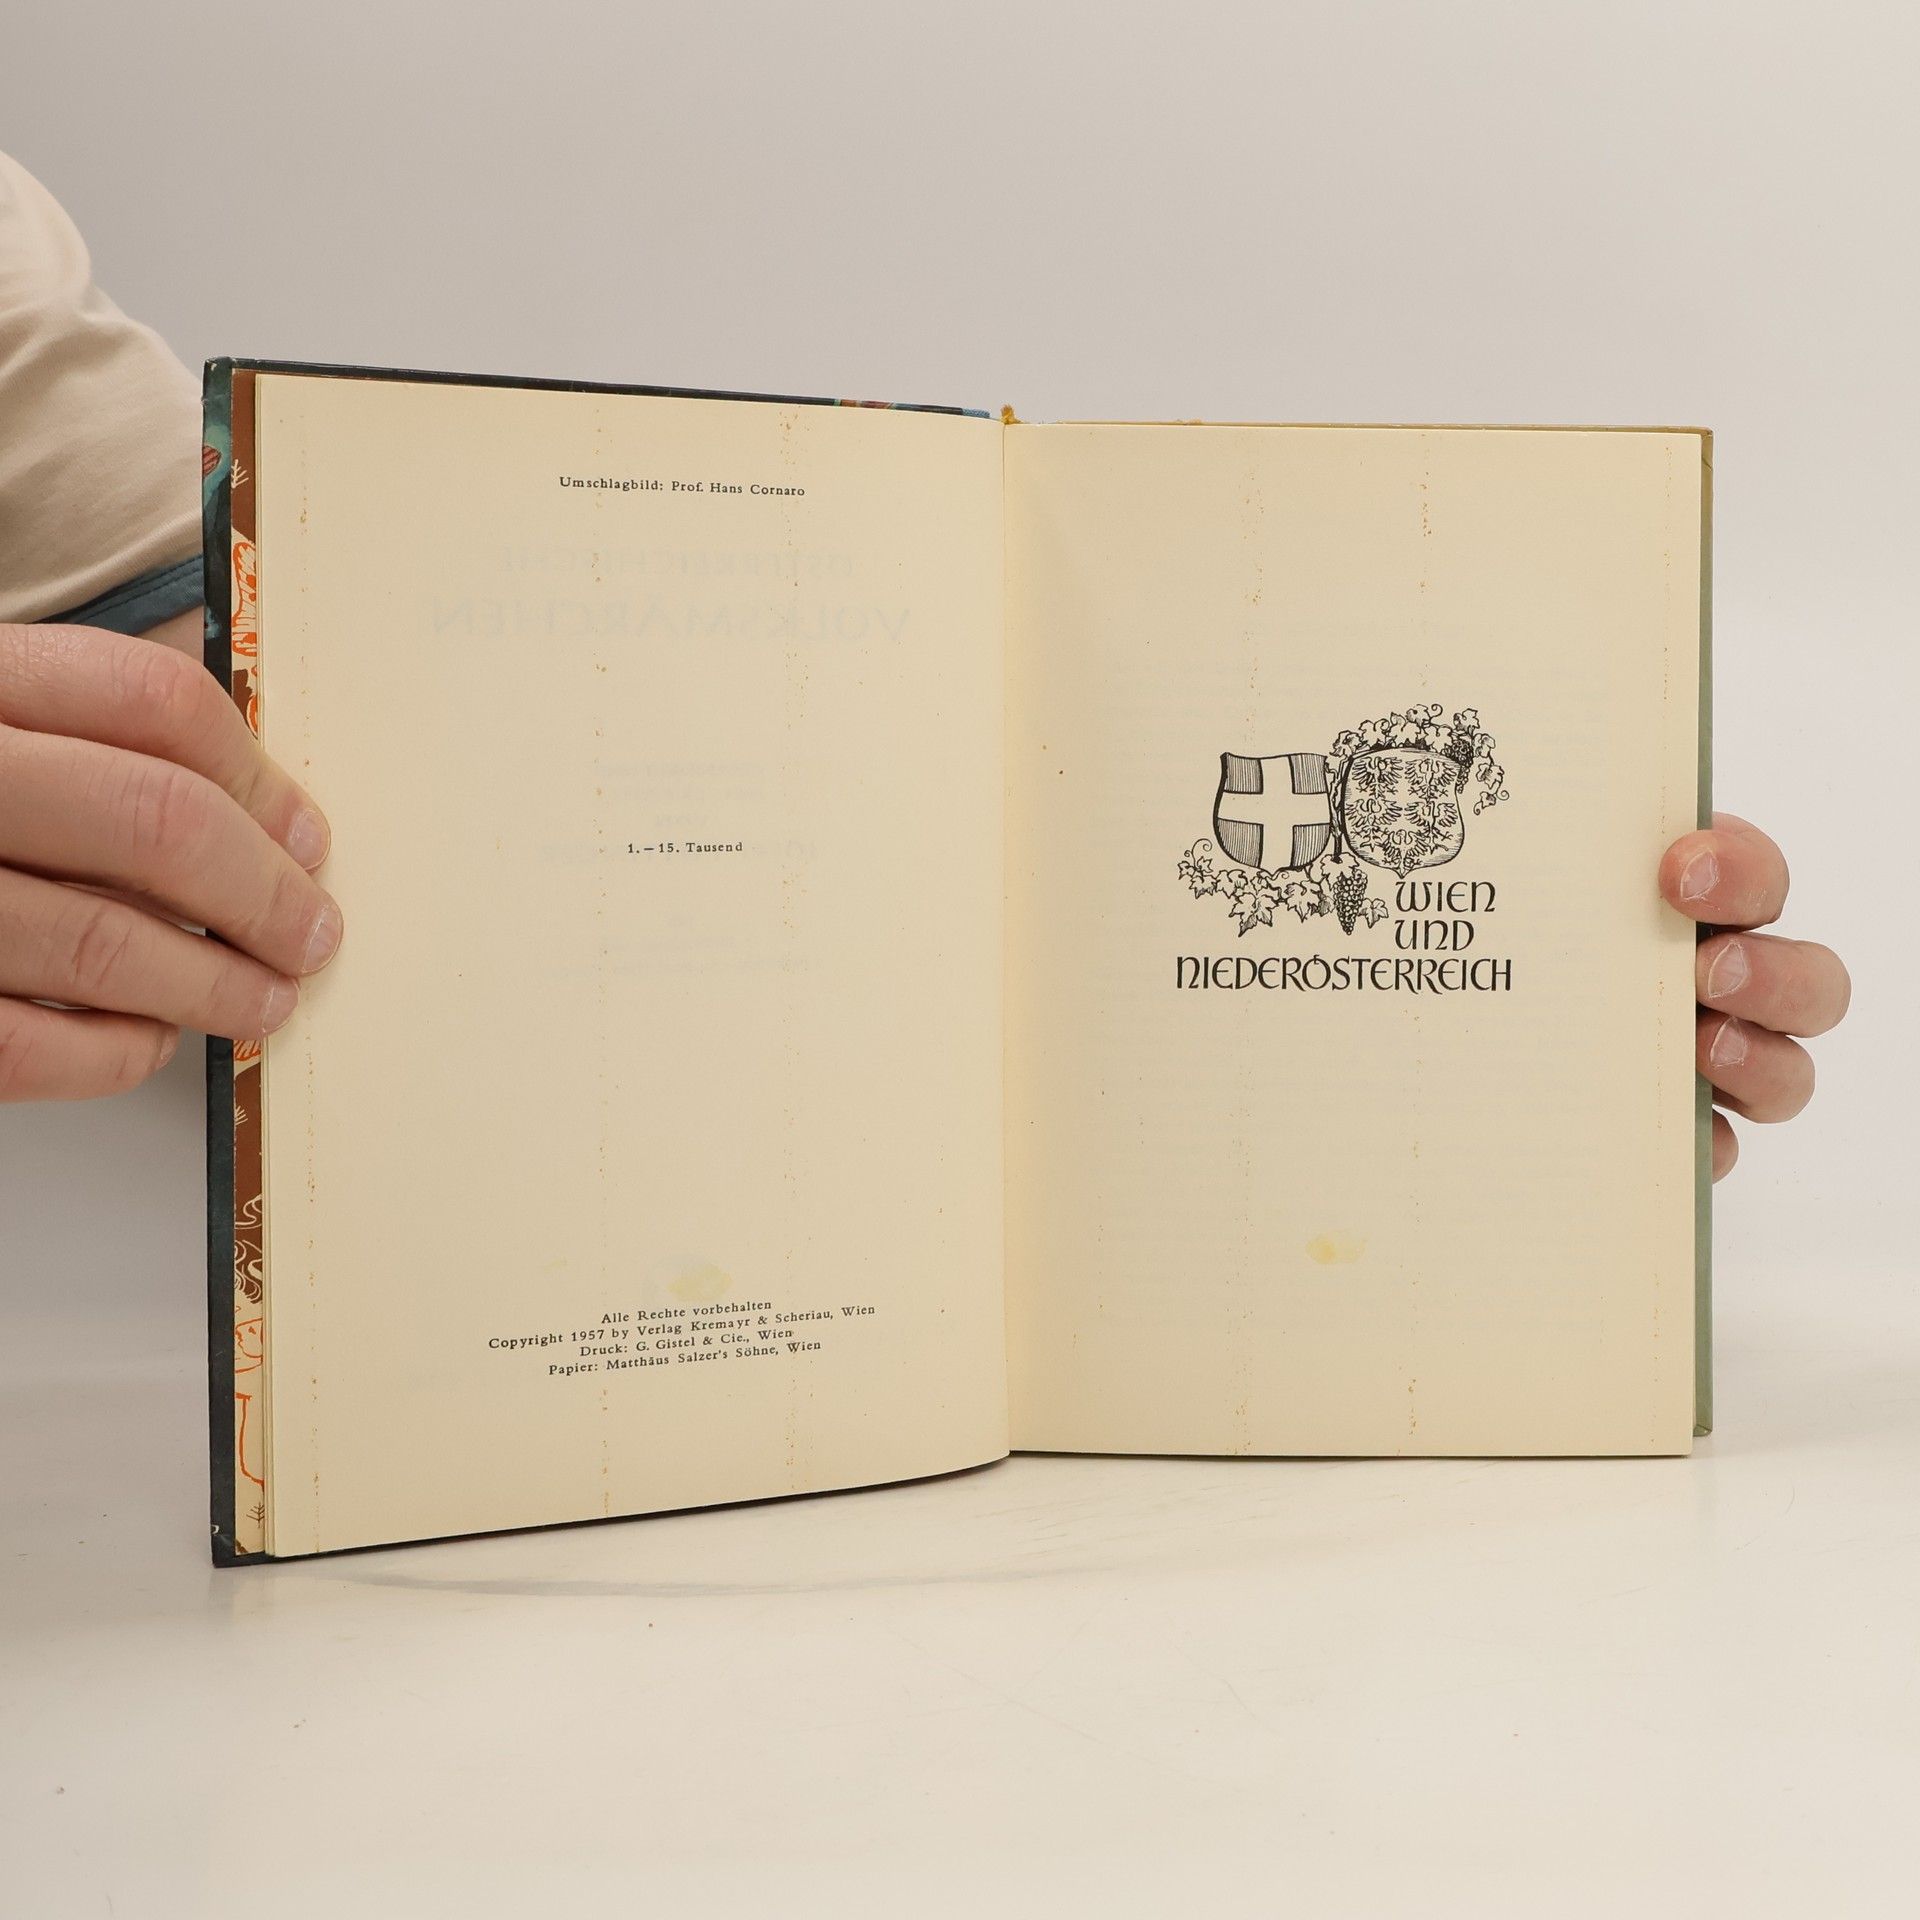 Umschlagbild: Prof. Hans Cornaro
1.—15. Tausend
Alle Rechte vorbehalten
Copyright 1957 by Verlag Kremayr & Scheriau, Wien
Druck: G. Gistel & Cie., Wien
Papier: Matthäus Salzer's Söhne, Wien
WIEN
UND
NIEDERÖSTERREICH